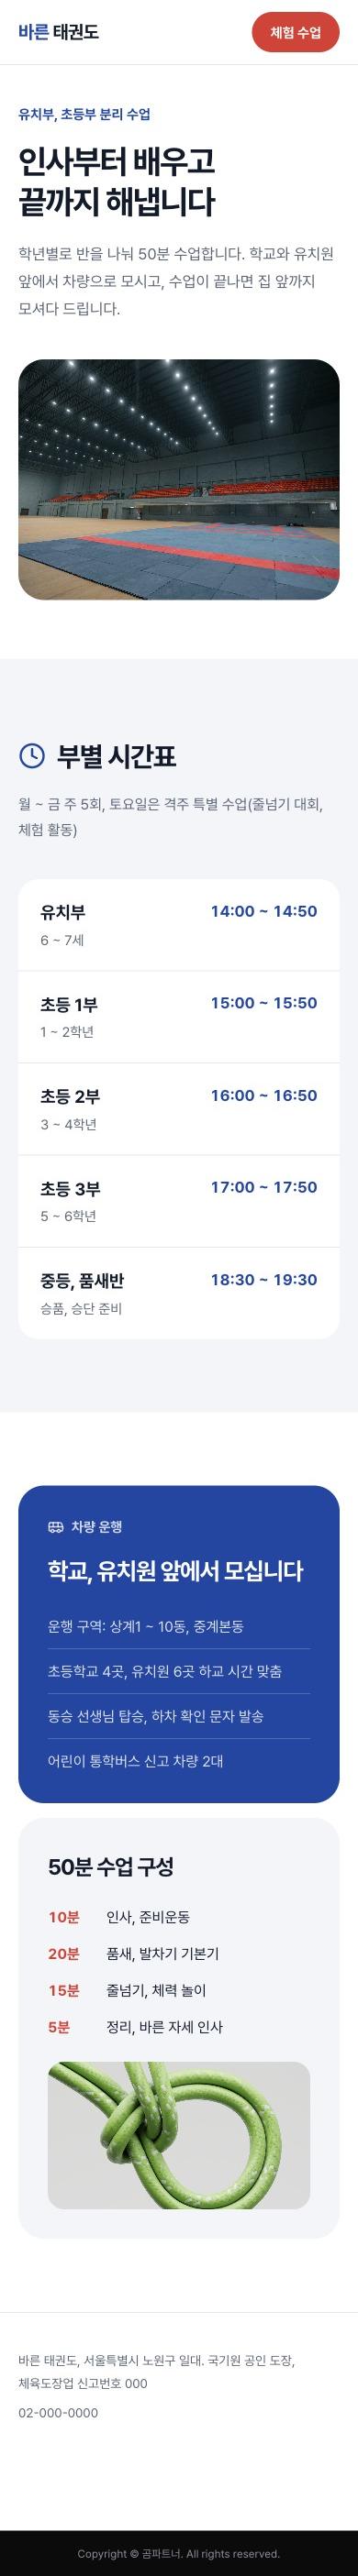 바른 태권도
체험 수업
유치부, 초등부 분리 수업
인사부터 배우고
끝까지 해냅니다
학년별로 반을 나눠 50분 수업합니다. 학교와 유치원
앞에서 차량으로 모시고, 수업이 끝나면 집 앞까지
모셔다 드립니다.
부별 시간표
월 ~ 금 주 5회, 토요일은 격주 특별 수업(줄넘기 대회,
체험 활동)
유치부 14:00 ~ 14:50
6 ~ 7세
초등 1부 15:00 ~ 15:50
1 ~ 2학년
초등 2부 16:00 ~ 16:50
3 ~ 4학년
초등 3부 17:00 ~ 17:50
5 ~ 6학년
중등, 품새반 18:30 ~ 19:30
승품, 승단 준비
차량 운행
학교, 유치원 앞에서 모십니다
운행 구역: 상계1 ~ 10동, 중계본동
초등학교 4곳, 유치원 6곳 하교 시간 맞춤
동승 선생님 탑승, 하차 확인 문자 발송
어린이 통학버스 신고 차량 2대
50분 수업 구성
10분 인사, 준비운동
20분 품새, 발차기 기본기
15분 줄넘기, 체력 놀이
5분 정리, 바른 자세 인사
바른 태권도, 서울특별시 노원구 일대. 국기원 공인 도장,
체육도장업 신고번호 000
02-000-0000
Copyright © 곰파트너. All rights reserved.